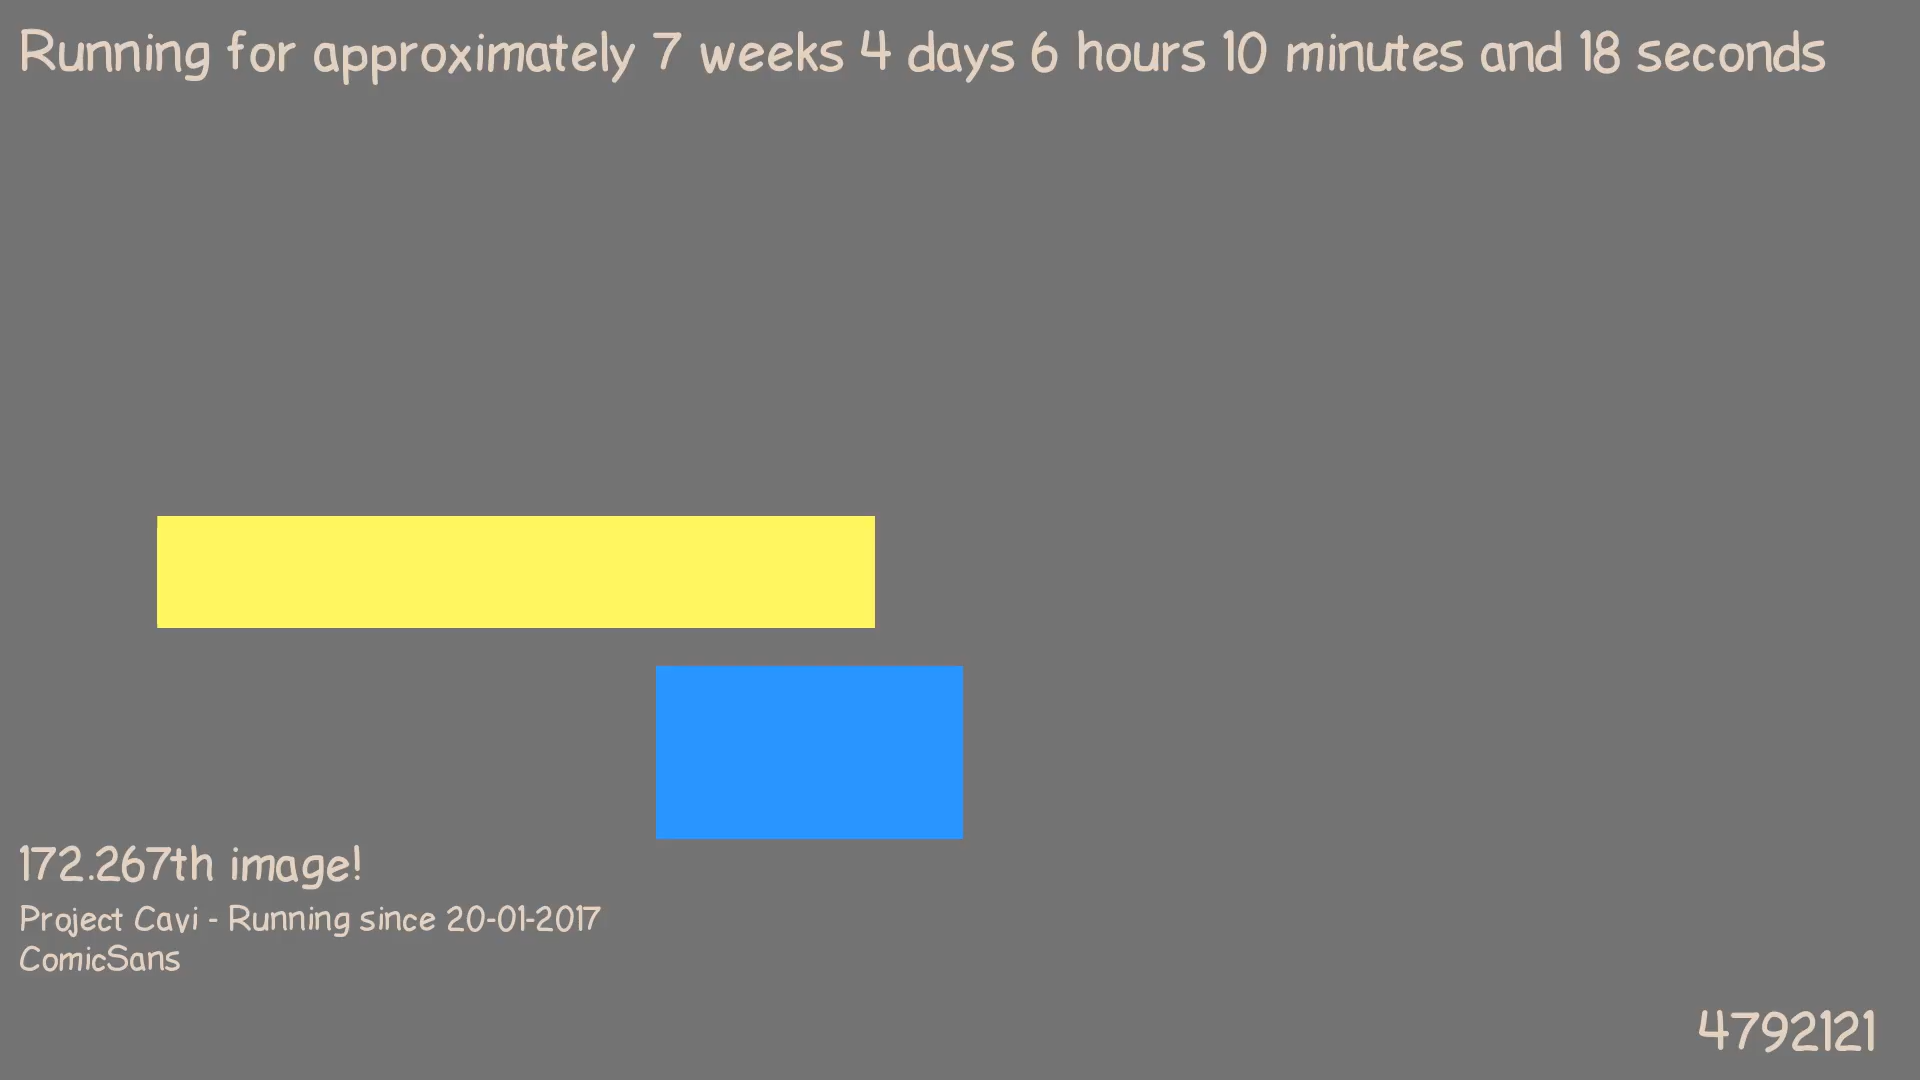 Running for approximately 7 weeks 4 days 6 hours 10 minutes and 18 seconds
172.267th image!
Project Cavi - Running since 20-01-2017
ComicSans
4792121